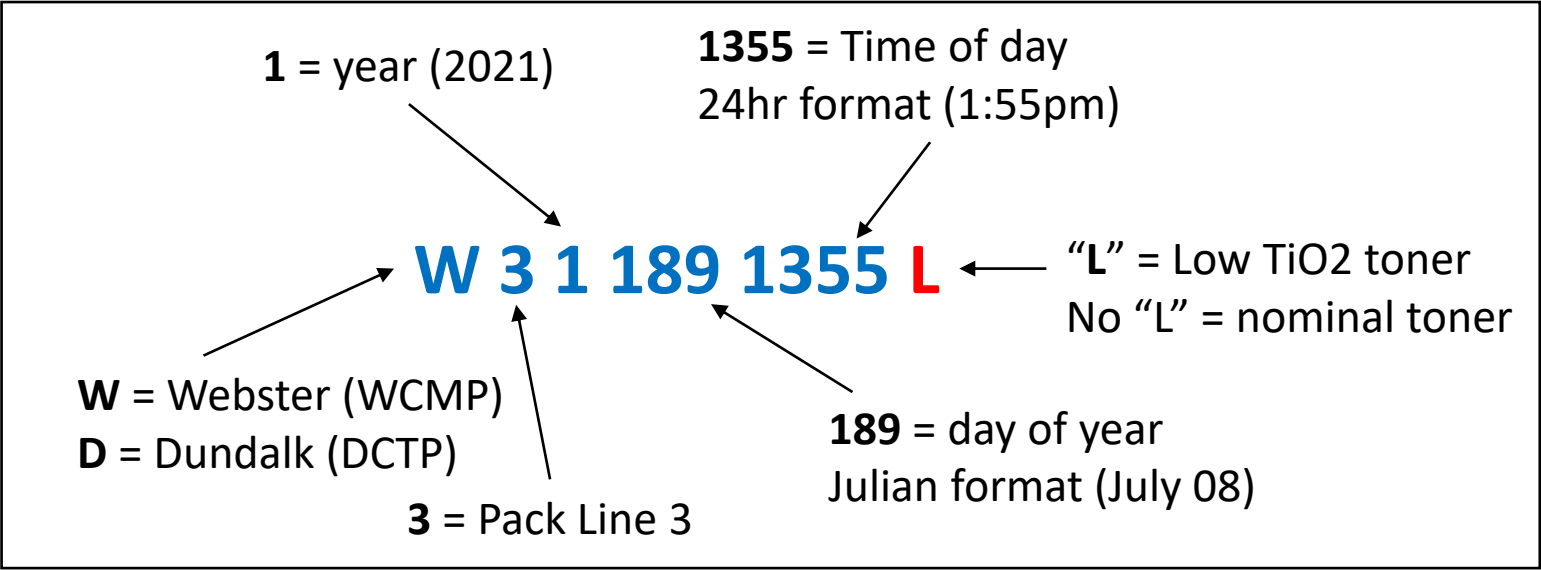 1 = year (2021)
1355 = Time of day
24hr format (1:55pm)
W 3 1 189 1355 L
“L” = Low TiO2 toner
No “L” = nominal toner
W = Webster (WCMP)
D = Dundalk (DCTP)
3 = Pack Line 3
189 = day of year
Julian format (July 08)